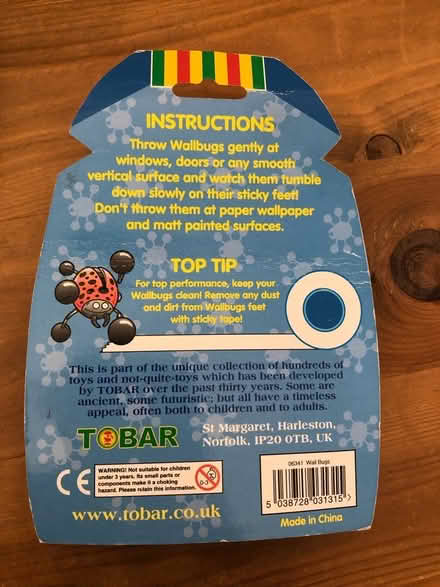 INSTRUCTIONS
Throw Wallbugs gently at
windows, doors or any smooth
vertical surface and watch them tumble
down slowly on their sticky feet!
Don't throw them at paper wallpaper
and matt painted surfaces.
TOP TIP
For top performance, keep your
Wallbugs clean! Remove any dust
and dirt from Wallbugs feet
with sticky tape!
This is part of the unique collection of hundreds of
toys and not-quite-toys which has been developed
by TOBAR over the past thirty years. Some are
ancient, some futuristic; but all have a timeless
appeal, often both to children and to adults.
TOBAR
St Margaret, Harleston,
Norfolk, IP20 0TB, UK
CE
WARNING! Not suitable for children
under 3 years. Its small parts or
components make it a choking
hazard. Please retain this information.
0-3
www.tobar.co.uk
06341 Wall Bugs
5 038728 031315 >
Made in China